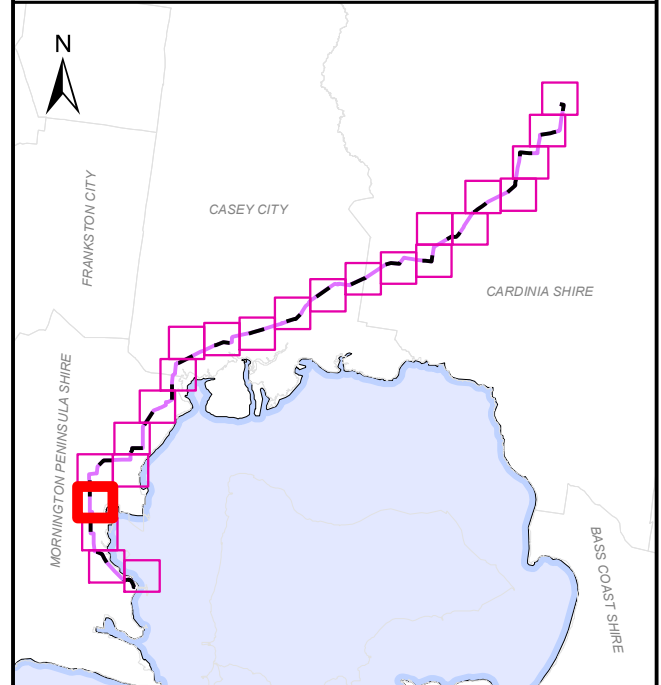 N
FRANKSTON CITY
CASEY CITY
CARDINIA SHIRE
MORNINGTON PENINSULA SHIRE
BASS COAST SHIRE